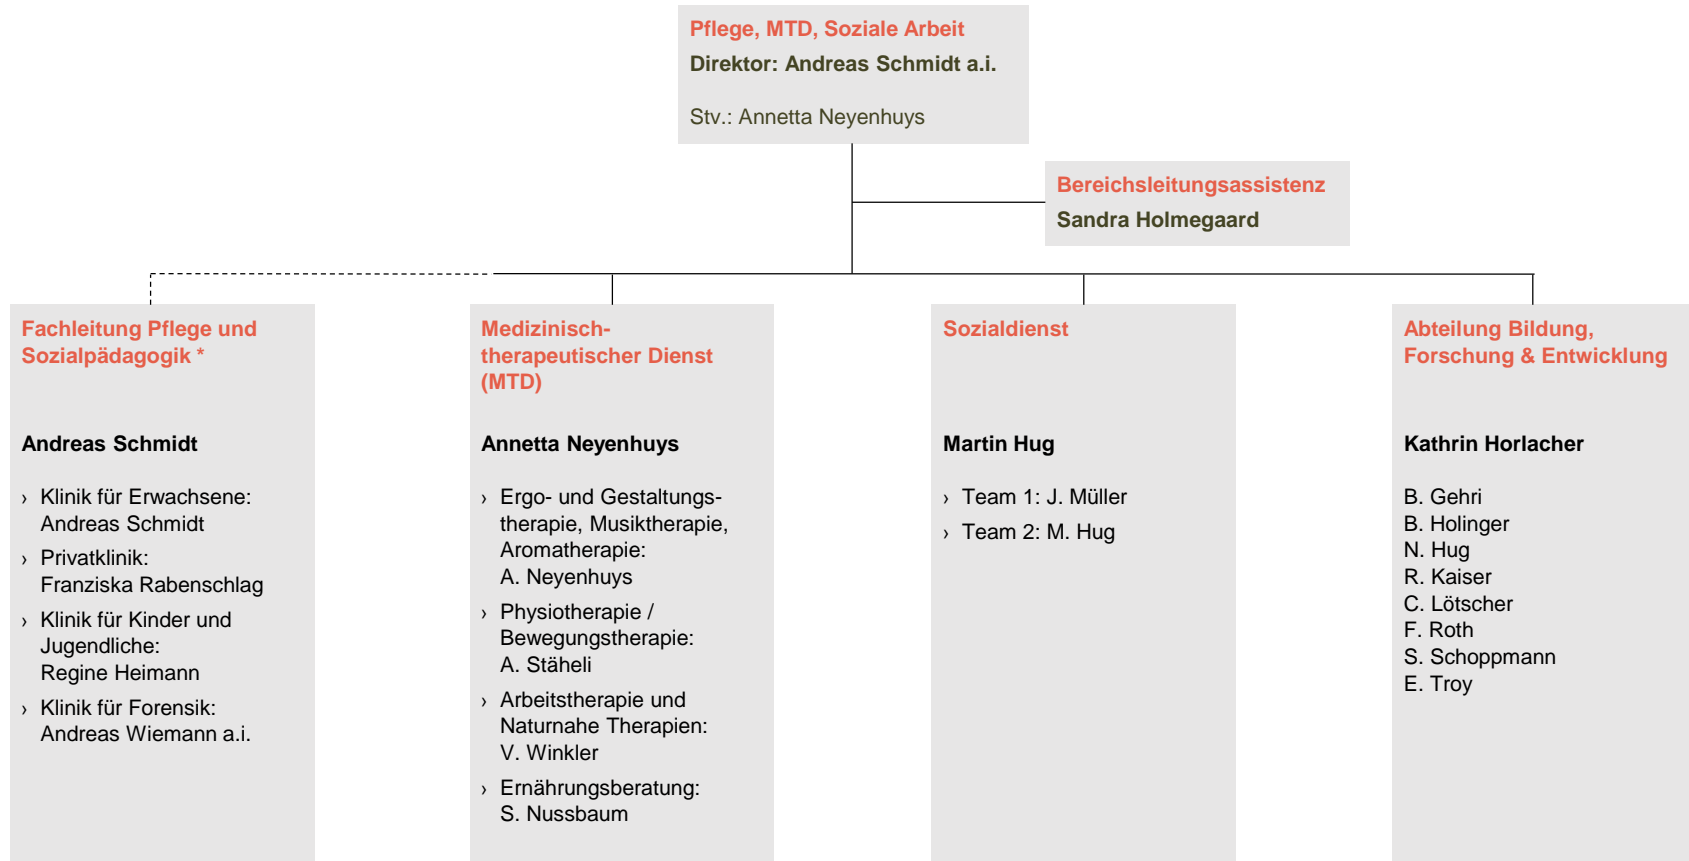 Pflege, MTD, Soziale Arbeit
Direktor: Andreas Schmidt a.i.
Stv.: Annetta Neyenhuys
Bereichsleitungsassistenz
Sandra Holmegaard
Fachleitung Pflege und
Sozialpädagogik *
Andreas Schmidt
› Klinik für Erwachsene:
Andreas Schmidt
› Privatklinik:
Franziska Rabenschlag
› Klinik für Kinder und
Jugendliche:
Regine Heimann
› Klinik für Forensik:
Andreas Wiemann a.i.
Medizinisch-
therapeutischer Dienst
(MTD)
Annetta Neyenhuys
› Ergo- und Gestaltungs-
therapie, Musiktherapie,
Aromatherapie:
A. Neyenhuys
› Physiotherapie /
Bewegungstherapie:
A. Stäheli
› Arbeitstherapie und
Naturnahe Therapien:
V. Winkler
› Ernährungsberatung:
S. Nussbaum
Sozialdienst
Martin Hug
› Team 1: J. Müller
› Team 2: M. Hug
Abteilung Bildung,
Forschung & Entwicklung
Kathrin Horlacher
B. Gehri
B. Holinger
N. Hug
R. Kaiser
C. Lötscher
F. Roth
S. Schoppmann
E. Troy